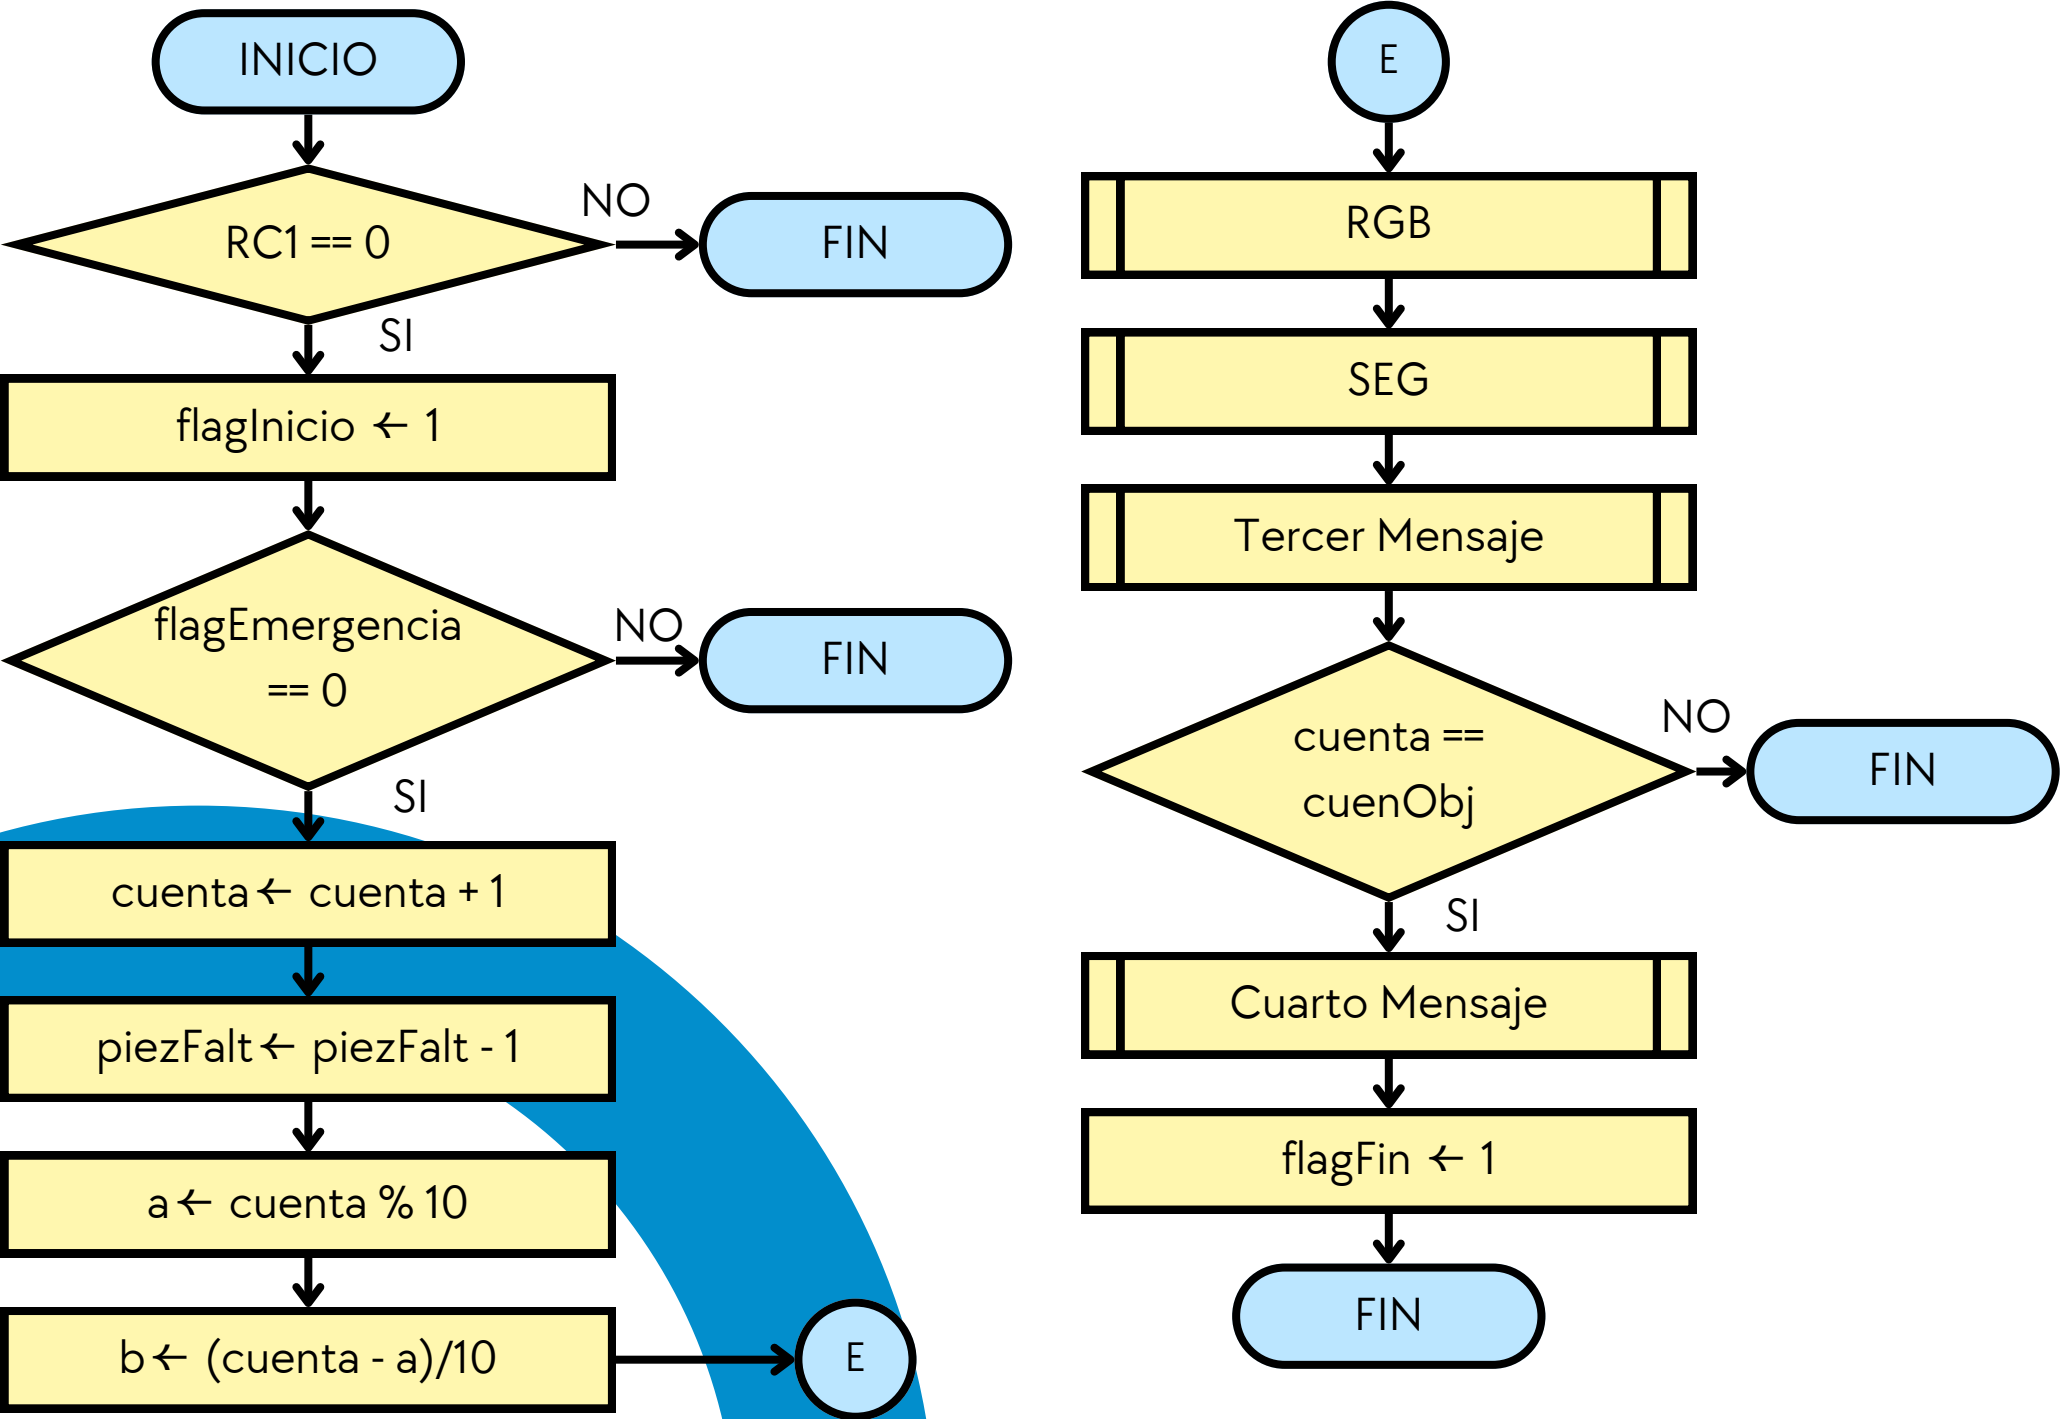 INICIO
RC1 == 0
NO
FIN
SI
flagInicio ← 1
flagEmergencia
== 0
NO
FIN
SI
cuenta ← cuenta + 1
piezFalt ← piezFalt - 1
a ← cuenta % 10
b ← (cuenta - a)/10
E
E
RGB
SEG
Tercer Mensaje
cuenta ==
cuenObj
NO
FIN
SI
Cuarto Mensaje
flagFin ← 1
FIN